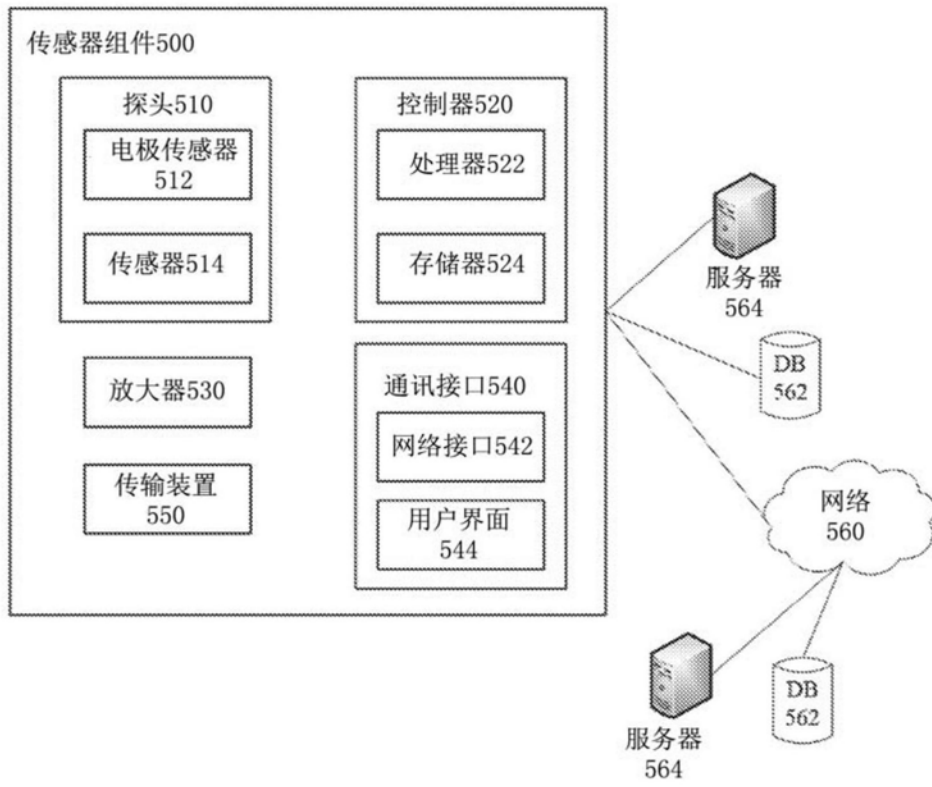 传感器组件500
探头510
电极传感器
512
传感器514
控制器520
处理器522
存储器524
放大器530
传输装置
550
通讯接口540
网络接口542
用户界面
544
服务器
564
DB
562
网络
560
服务器
564
DB
562